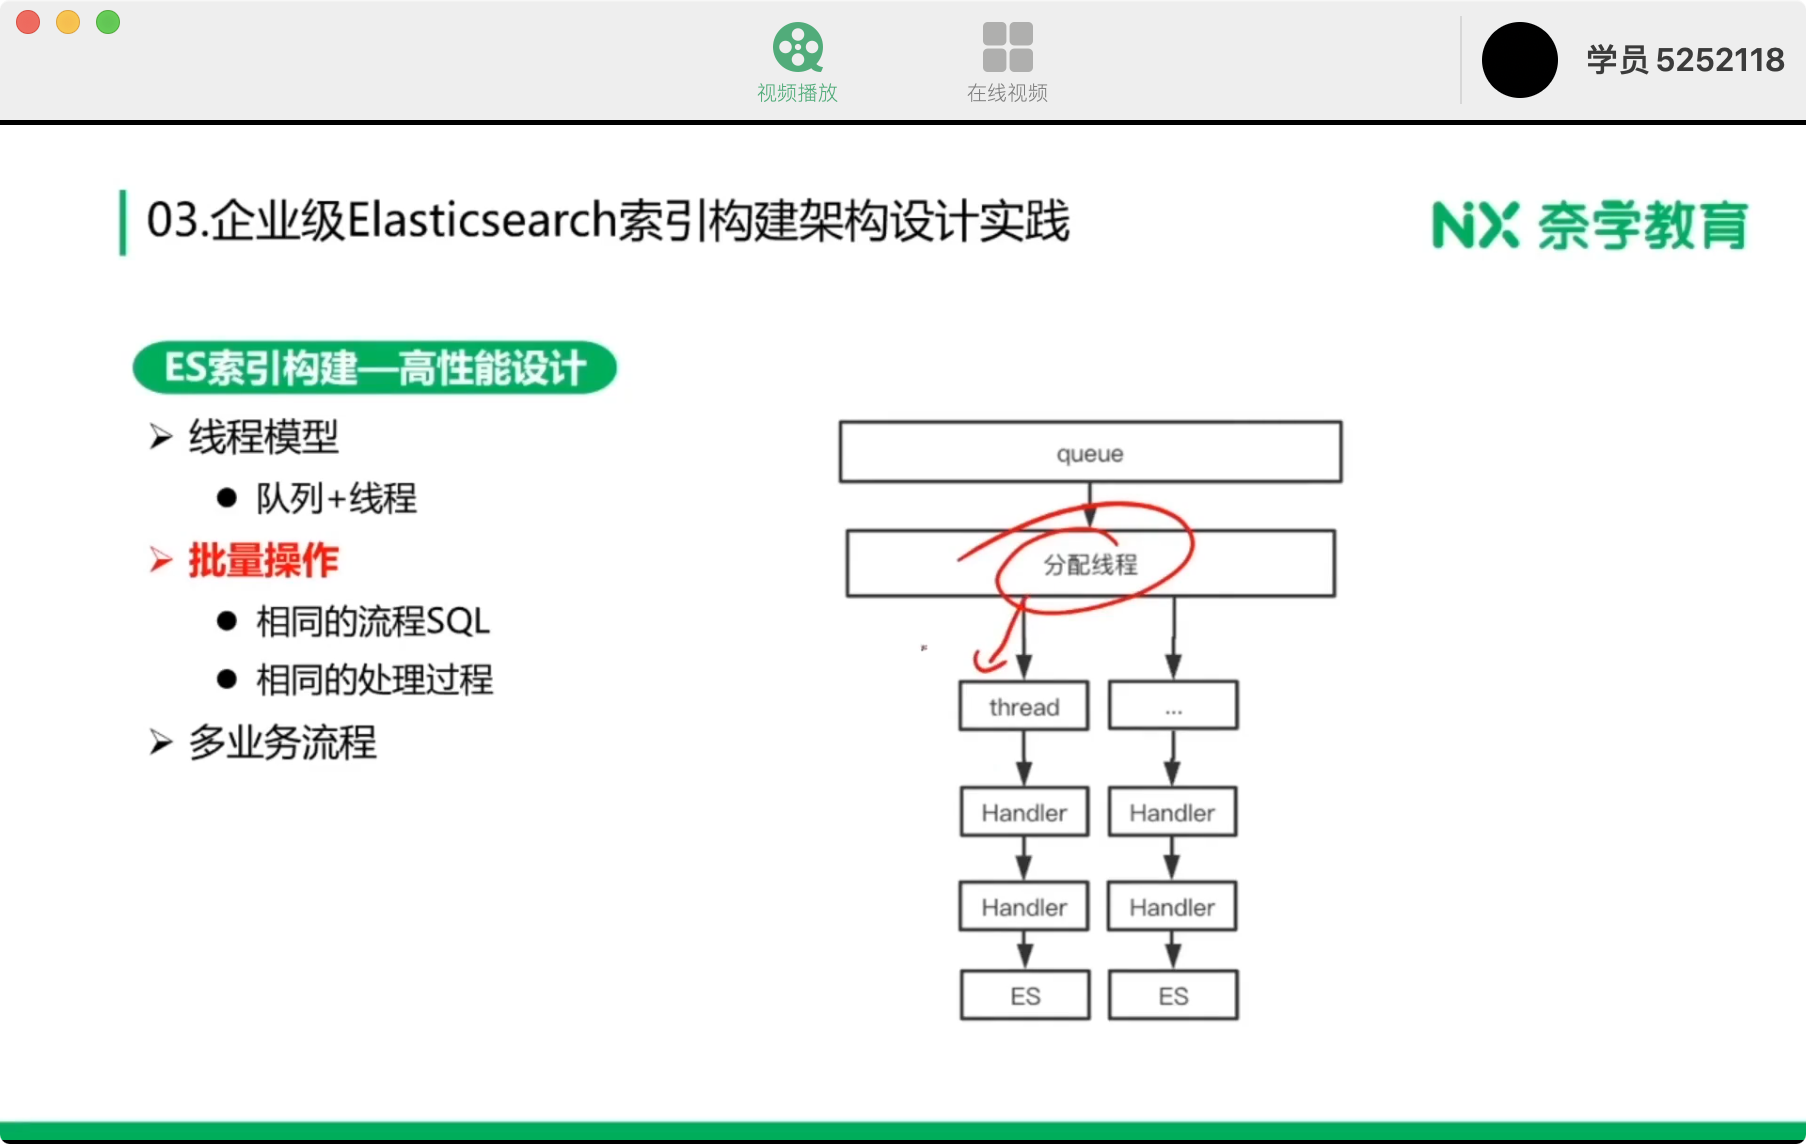 视频播放
在线视频
学员 5252118
03.企业级Elasticsearch索引构建架构设计实践
NX 奈学教育
ES索引构建—高性能设计
线程模型
队列+线程
批量操作
相同的流程SQL
相同的处理过程
多业务流程
queue
分配线程
thread
...
Handler
Handler
Handler
Handler
ES
ES